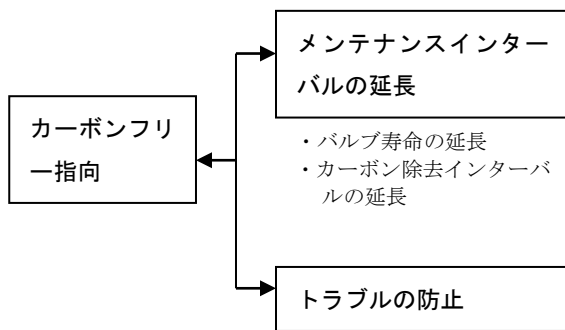 メンテナンスインター
バルの延長
カーボンフリ
ー指向
・バルブ寿命の延長
・カーボン除去インターバ
ルの延長
トラブルの防止